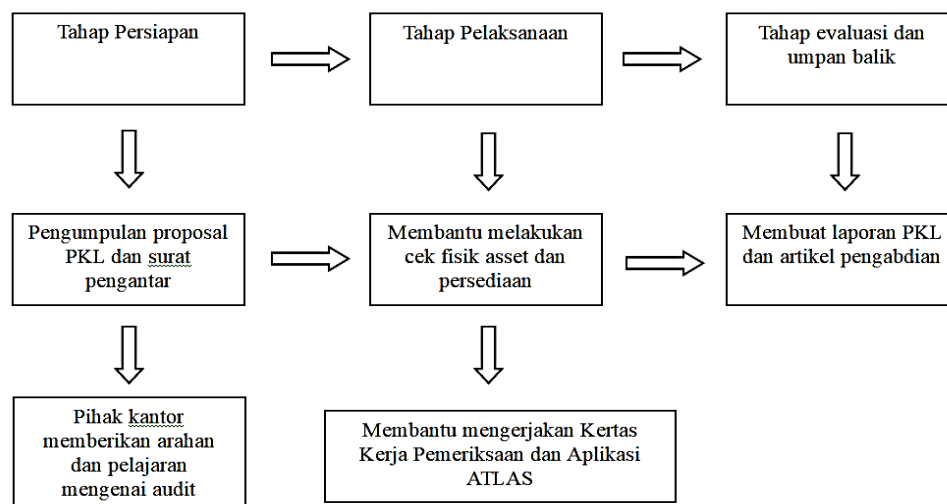 Tahap Persiapan
Tahap Pelaksanaan
Tahap evaluasi dan
umpan balik
Pengumpulan proposal
PKL dan surat
pengantar
Membantu melakukan
cek fisik asset dan
persediaan
Membuat laporan PKL
dan artikel pengabdian
Pihak kantor
memberikan arahan
dan pelajaran
mengenai audit
Membantu mengerjakan Kertas
Kerja Pemeriksaan dan Aplikasi
ATLAS